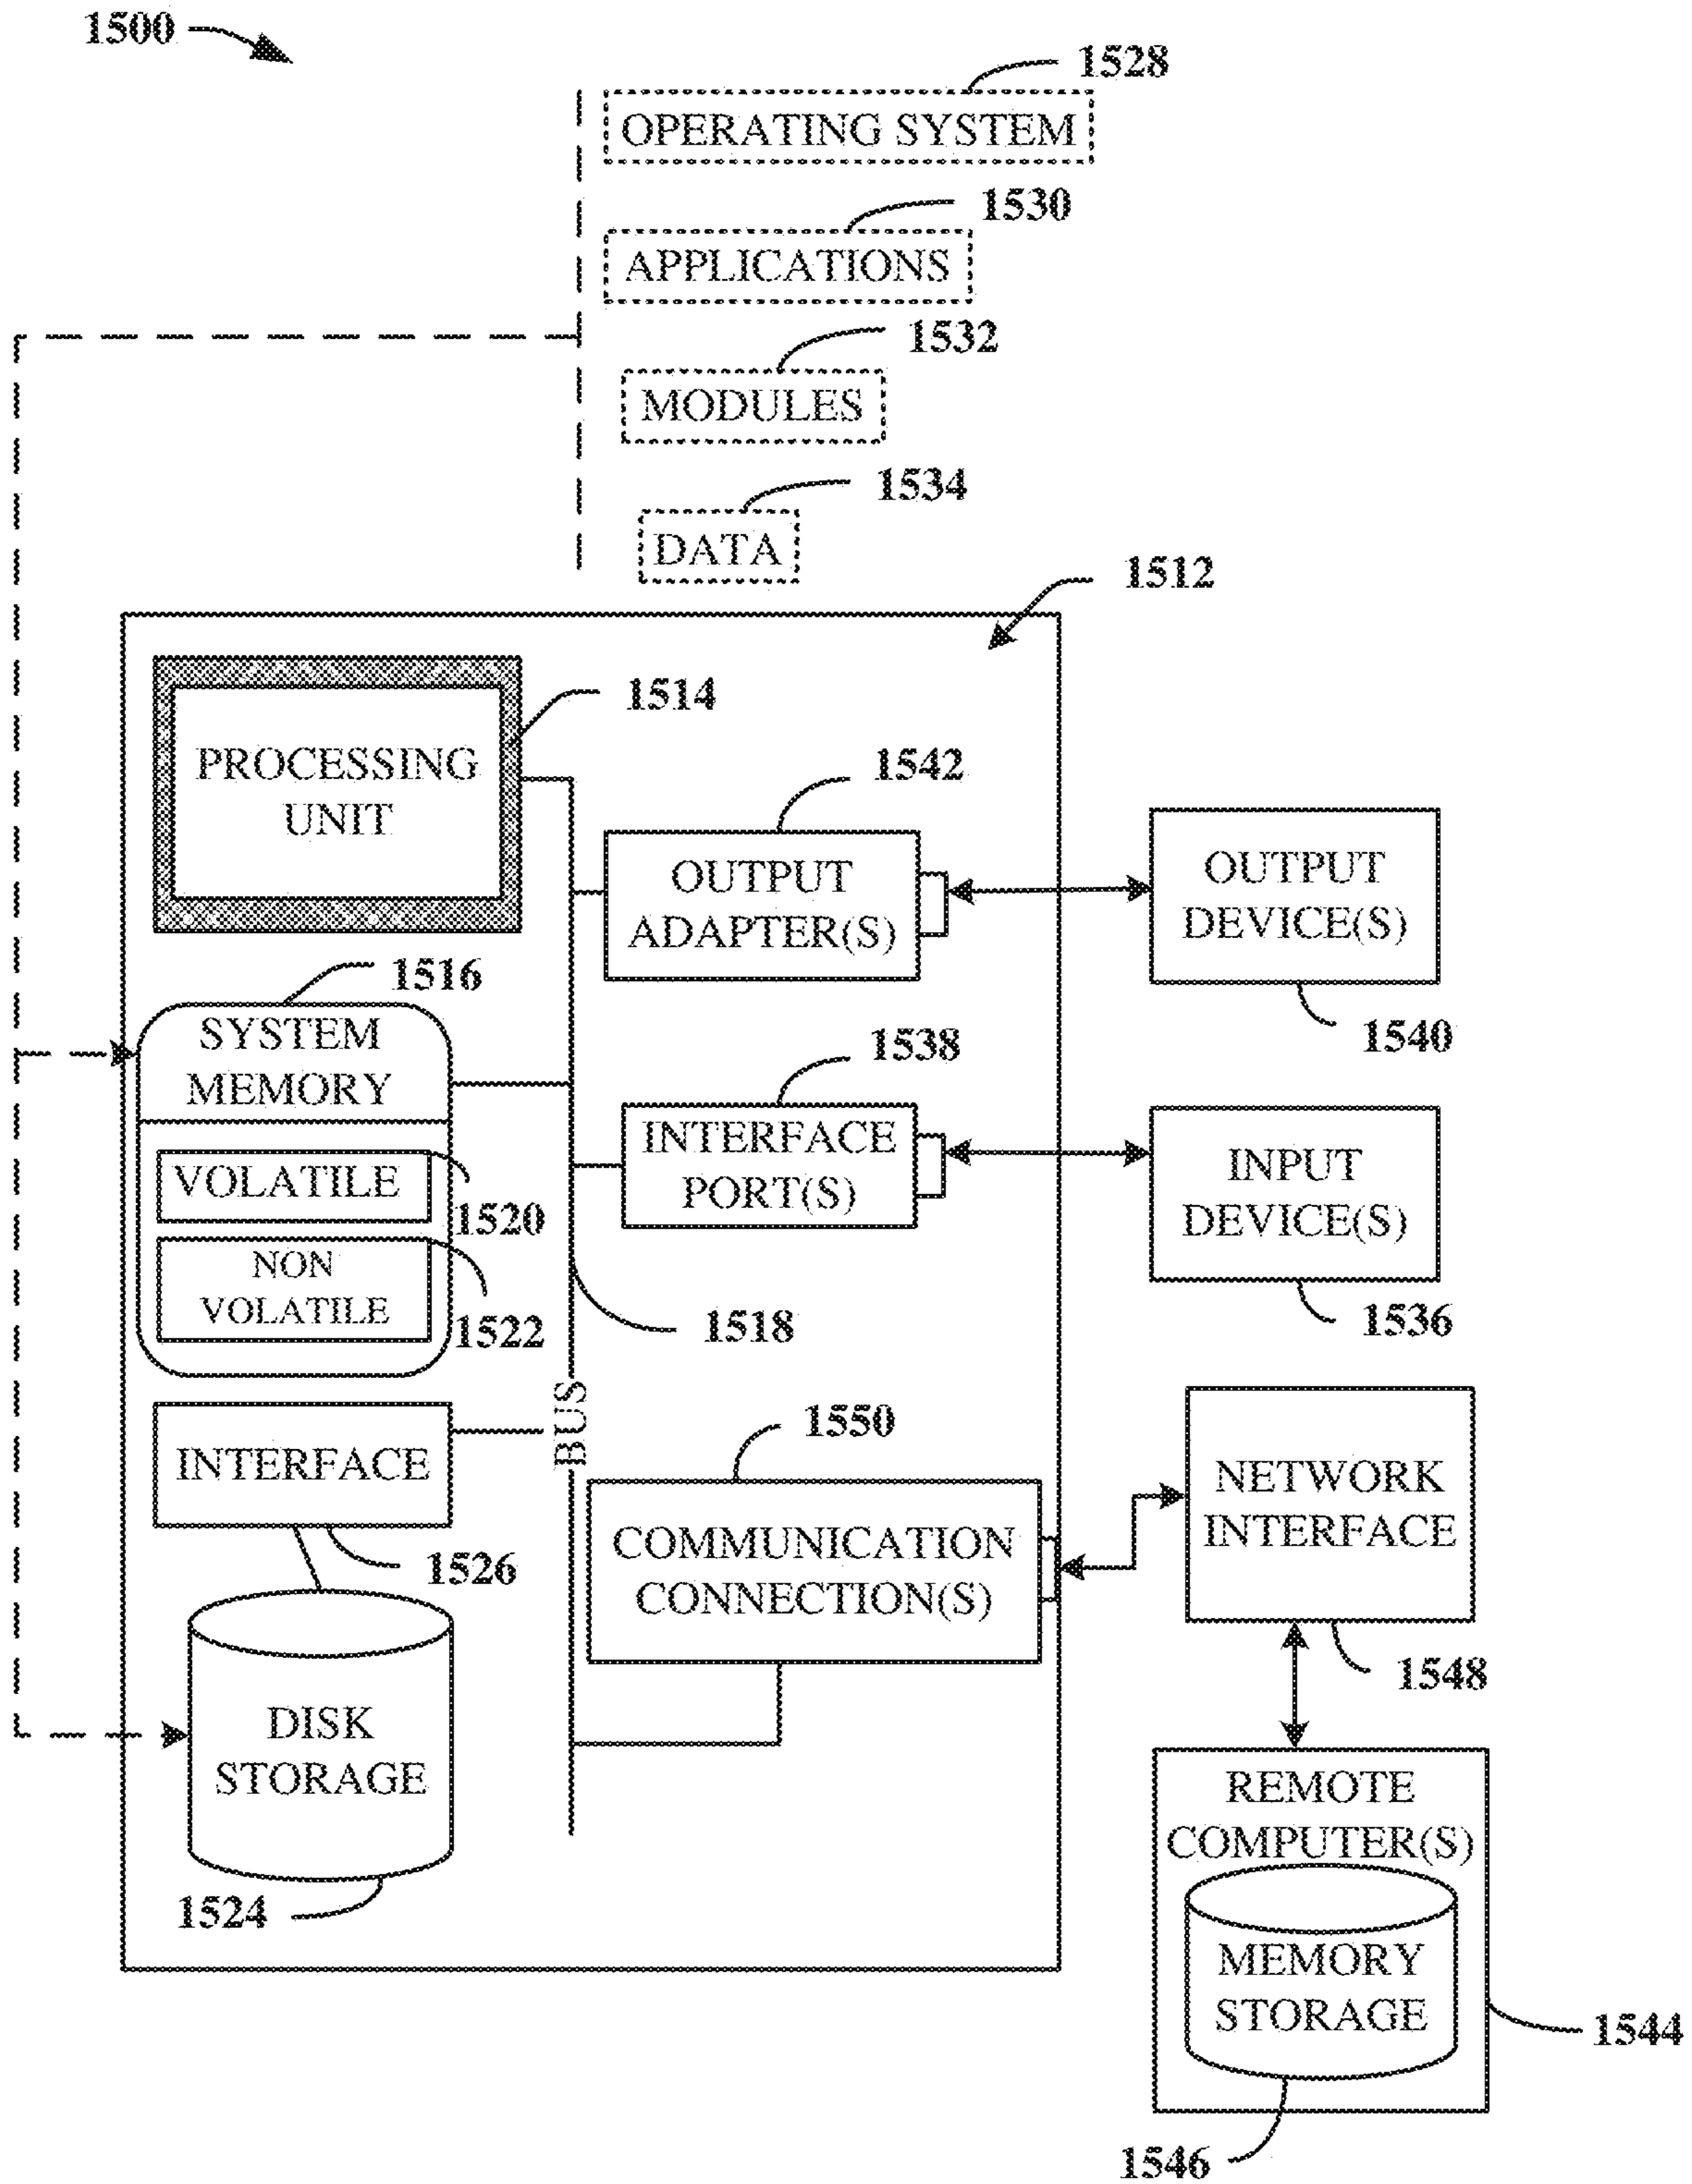 1500
1528
OPERATING SYSTEM
1530
APPLICATIONS
1532
MODULES
1534
DATA
1512
1514
PROCESSING
UNIT
1542
OUTPUT
ADAPTER(S)
OUTPUT
DEVICE(S)
1540
1516
SYSTEM
MEMORY
VOLATILE
1520
NON
VOLATILE
1522
1538
INTERFACE
PORT(S)
INPUT
DEVICE(S)
1536
1518
BUS
INTERFACE
1526
1550
COMMUNICATION
CONNECTION(S)
NETWORK
INTERFACE
1548
DISK
STORAGE
1524
REMOTE
COMPUTER(S)
MEMORY
STORAGE
1544
1546